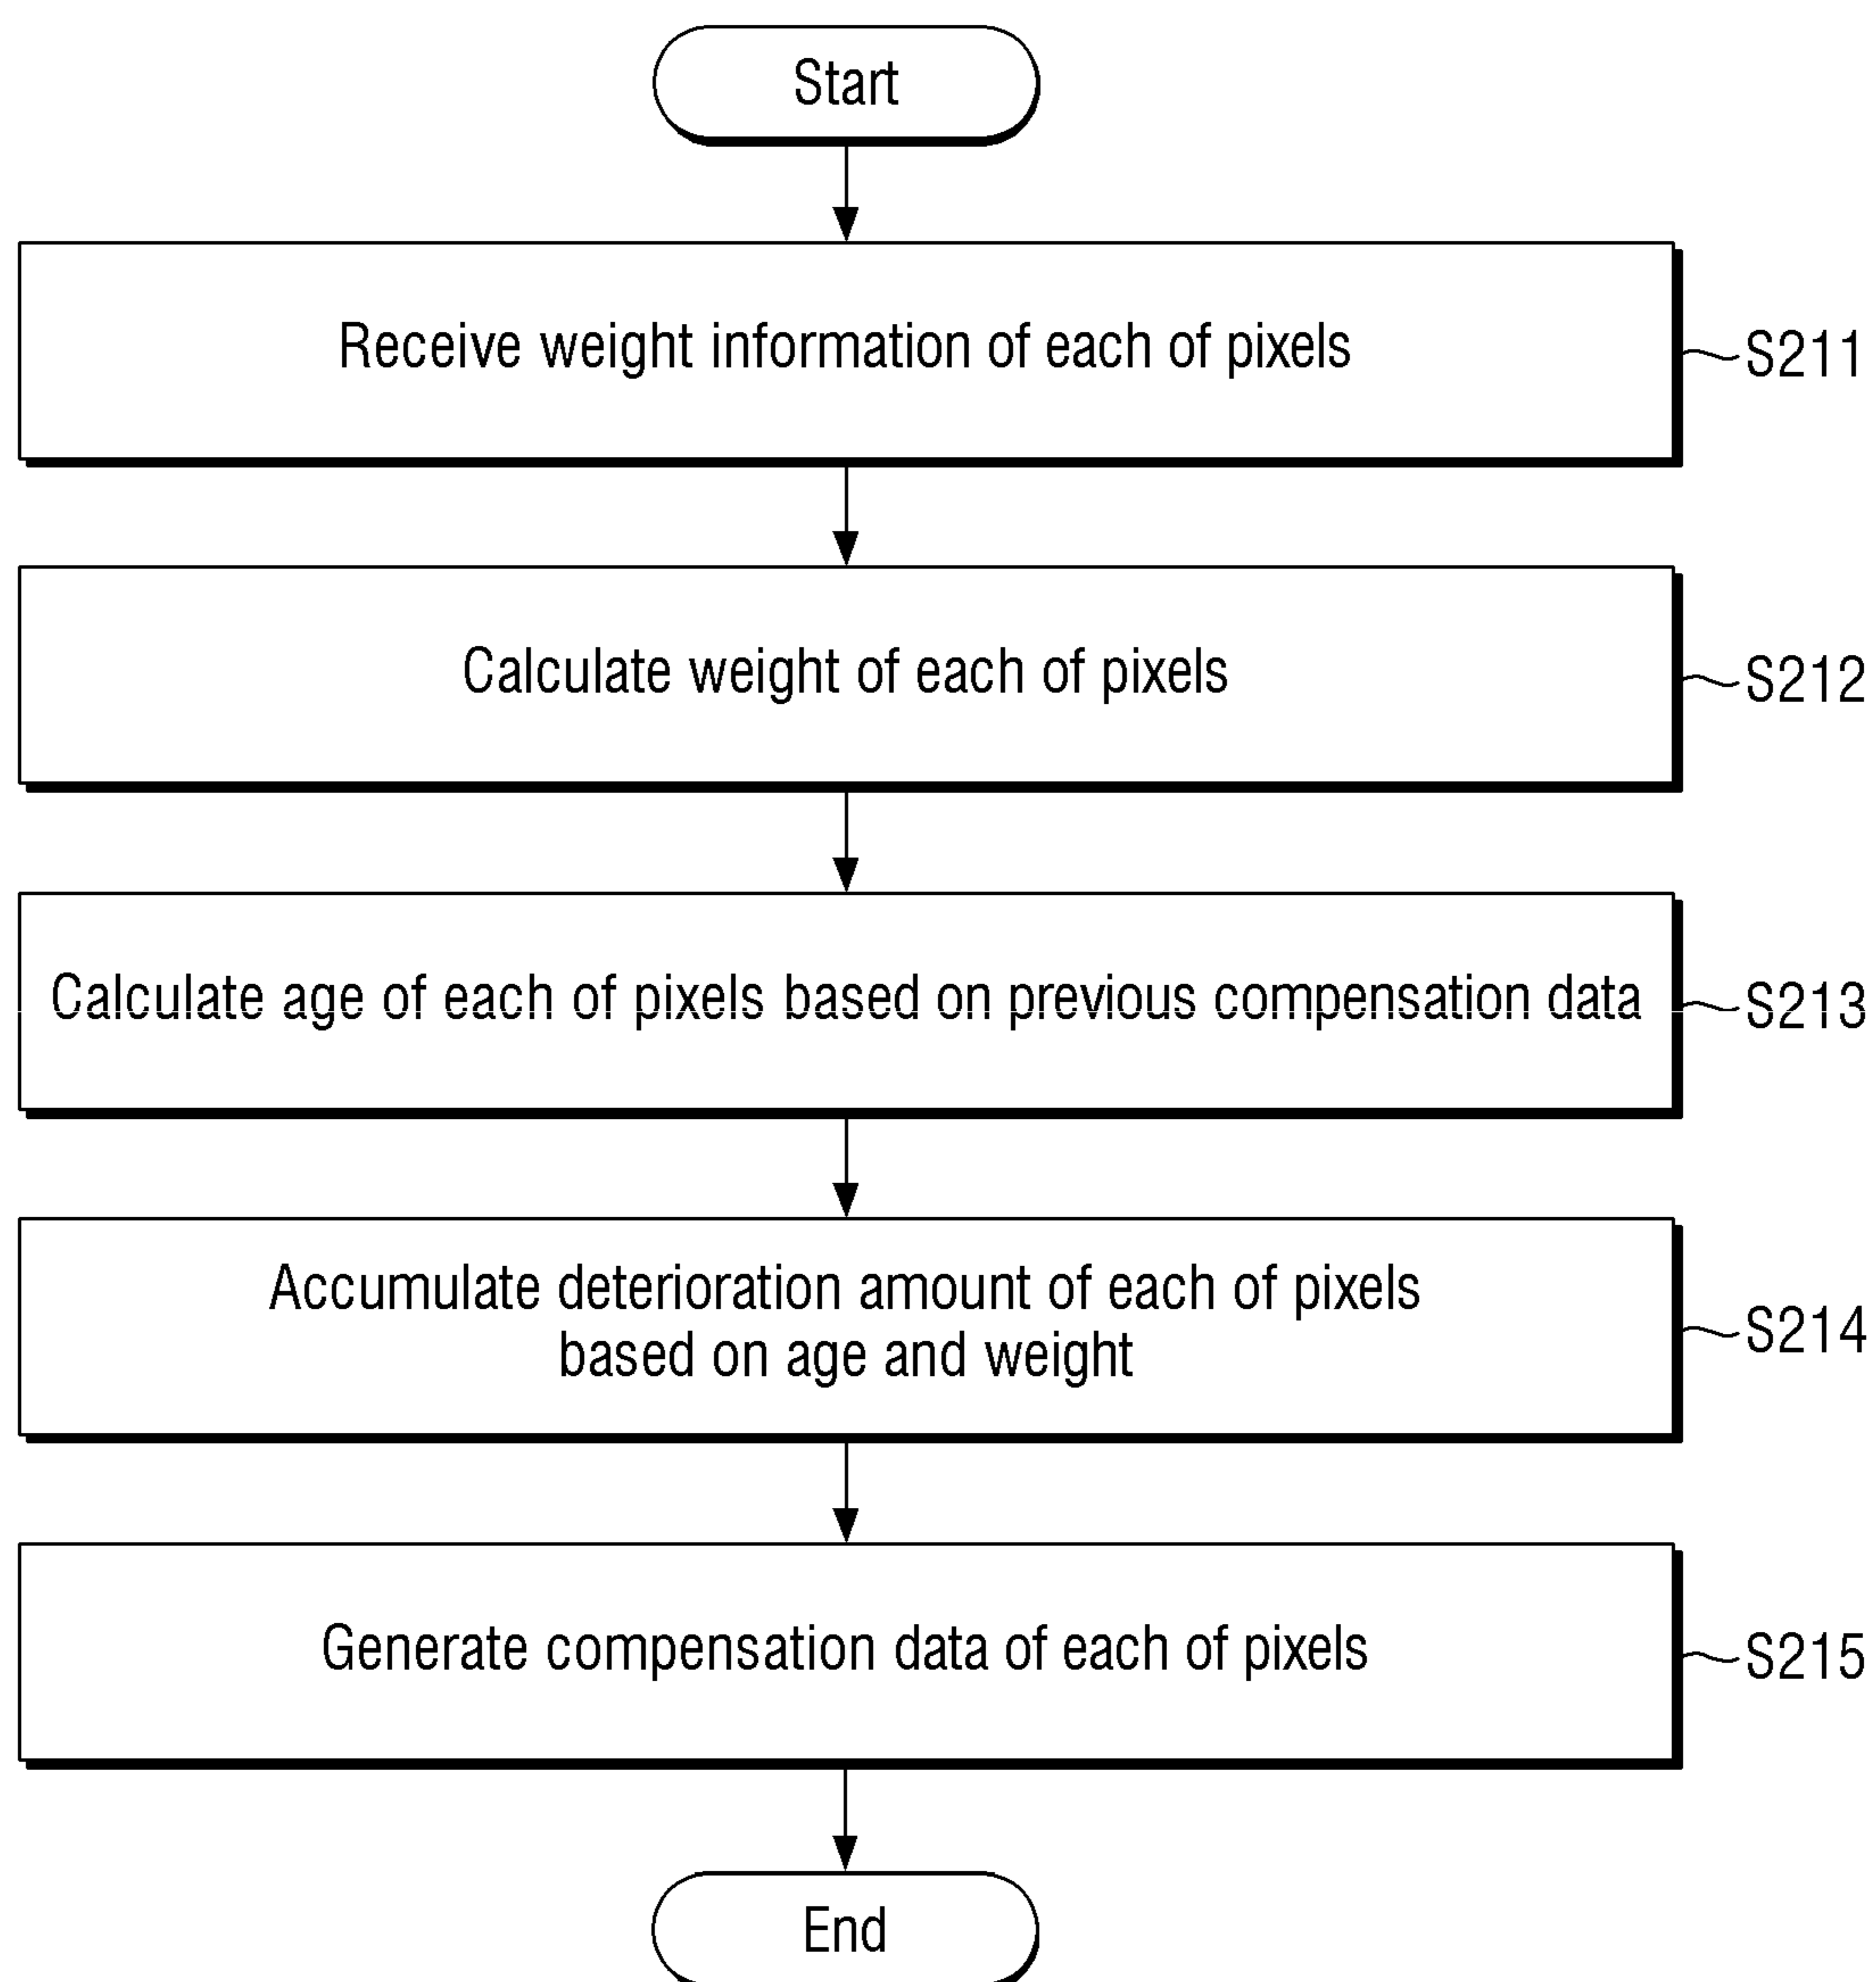 Start
Receive weight information of each of pixels
S211
Calculate weight of each of pixels
S212
Calculate age of each of pixels based on previous compensation data
S213
Accumulate deterioration amount of each of pixels
based on age and weight
S214
Generate compensation data of each of pixels
S215
End